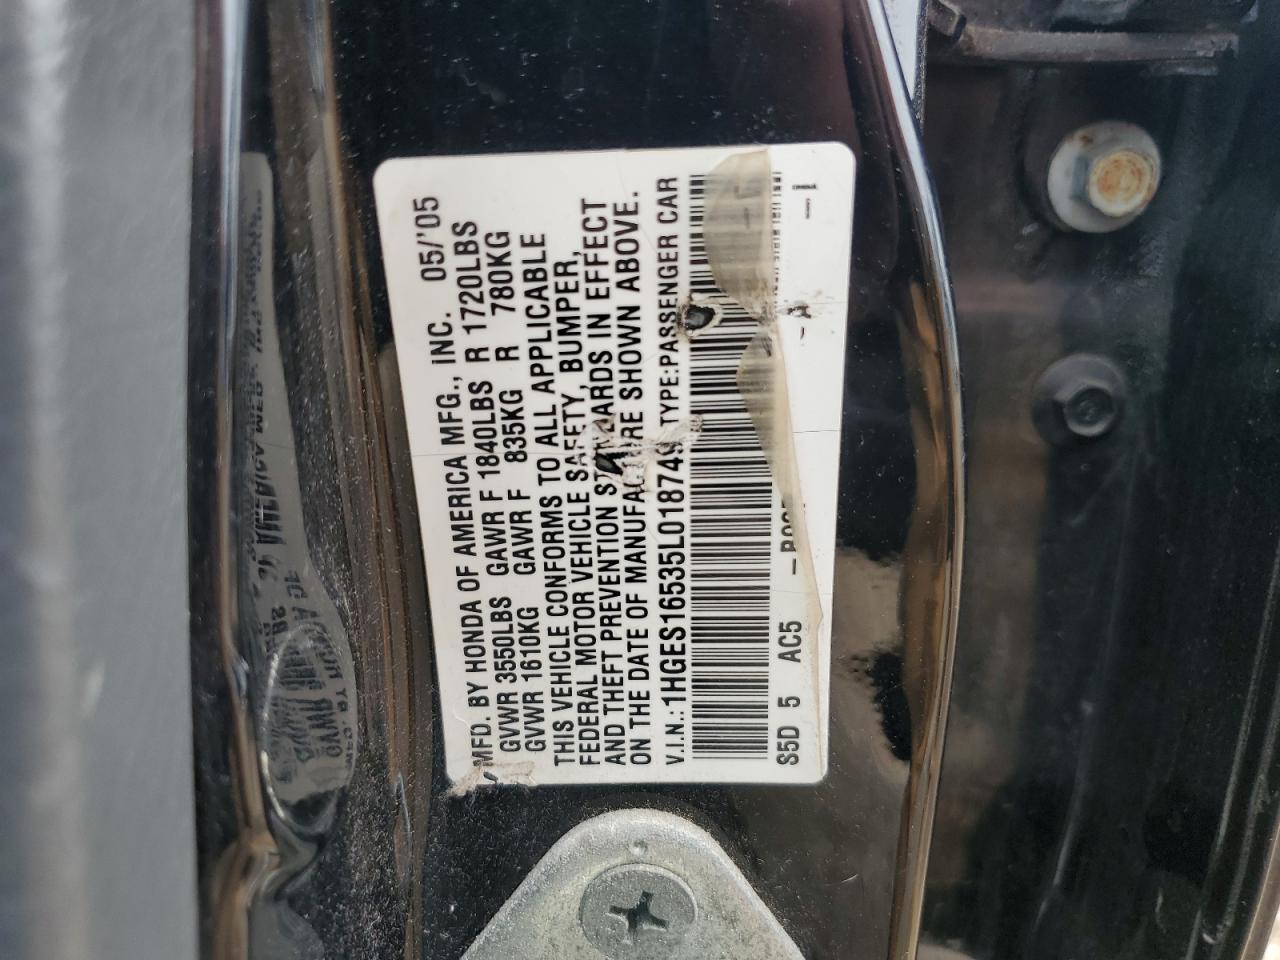 MFD. BY HONDA OF AMERICA MFG., INC. 05/'05
GVWR 3550LBS GAWR F 1840LBS R 1720LBS
GVWR 1610KG GAWR F 835KG R 780KG
THIS VEHICLE CONFORMS TO ALL APPLICABLE
FEDERAL MOTOR VEHICLE SAFETY, BUMPER,
AND THEFT PREVENTION STANDARDS IN EFFECT
ON THE DATE OF MANUFACTURE SHOWN ABOVE.
V.I.N.: 1HGES16535L018749 TYPE:PASSENGER CAR
S5D 5 AC5